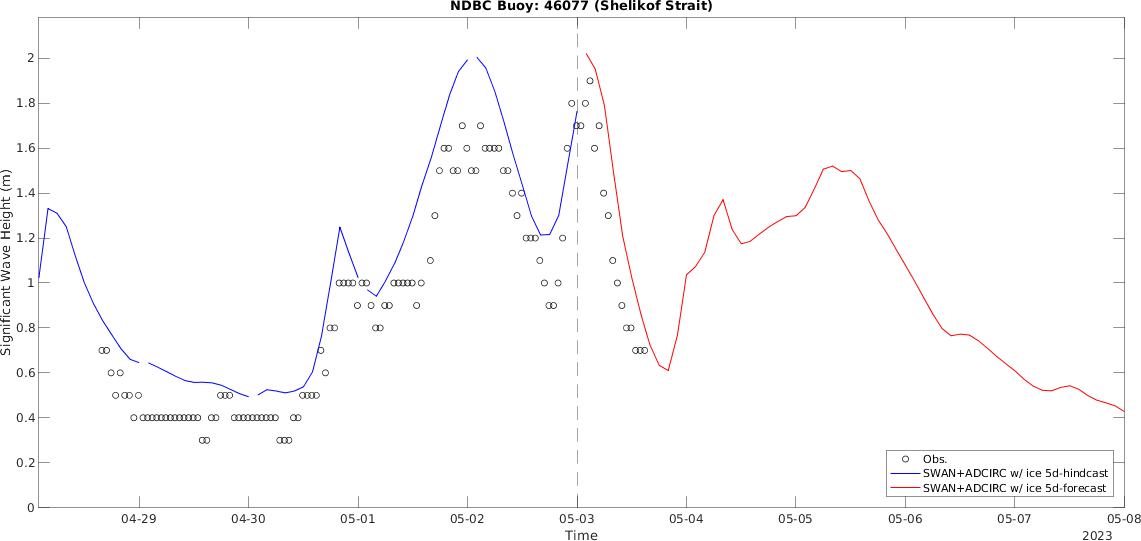 NDBC Buoy: 46077 (Shelikof Strait)
Significant Wave Height (m)
2
1.8
1.6
1.4
1.2
1
0.8
0.6
0.4
0.2
0
Obs.
SWAN+ADCIRC w/ ice 5d-hindcast
SWAN+ADCIRC w/ ice 5d-forecast
04-29 04-30 05-01 05-02 05-03 05-04 05-05 05-06 05-07 05-08
Time
2023